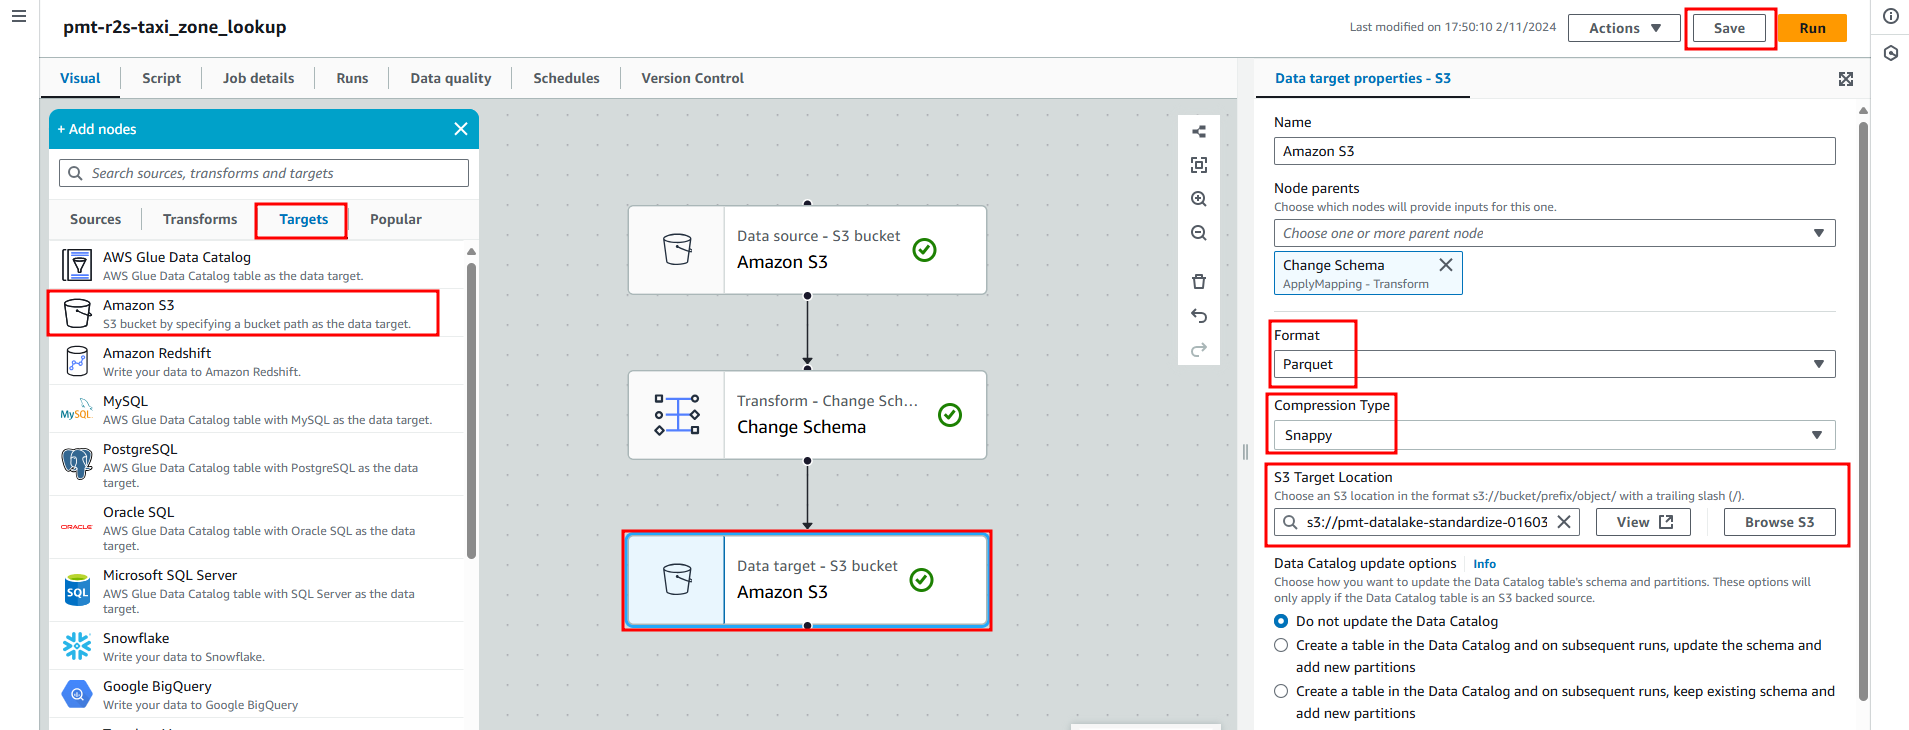 pmt-r2s-taxi_zone_lookup
Last modified on 17:50:10 2/11/2024
Actions
Save
Run
Visual
Script
Job details
Runs
Data quality
Schedules
Version Control
+ Add nodes
Search sources, transforms and targets
Sources
Transforms
Targets
Popular
AWS Glue Data Catalog
AWS Glue Data Catalog table as the data target.
Amazon S3
S3 bucket by specifying a bucket path as the data target.
Amazon Redshift
Write your data to Amazon Redshift.
MySQL
MySQL
AWS Glue Data Catalog table with MySQL as the data target.
PostgreSQL
AWS Glue Data Catalog table with PostgreSQL as the data
target.
ORACLE
Oracle SQL
AWS Glue Data Catalog table with Oracle SQL as the data
target.
SQL
Microsoft SQL Server
AWS Glue Data Catalog table with SQL Server as the data
target.
Snowflake
Write your data to Snowflake.
Google BigQuery
Write your data to Google BigQuery
Data source - S3 bucket
Amazon S3
Transform - Change Sch...
Change Schema
Data target - S3 bucket
Amazon S3
Data target properties - S3
Name
Amazon S3
Node parents
Choose which nodes will provide inputs for this one.
Choose one or more parent node
Change Schema
ApplyMapping - Transform
Format
Parquet
Compression Type
Snappy
S3 Target Location
Choose an S3 location in the format s3://bucket/prefix/object/ with a trailing slash (/).
s3://pmt-datalake-standardize-01603
View
Browse S3
Data Catalog update options
Info
Choose how you want to update the Data Catalog table's schema and partitions. These options will
only apply if the Data Catalog table is an S3 backed source.
Do not update the Data Catalog
Create a table in the Data Catalog and on subsequent runs, update the schema and
add new partitions
Create a table in the Data Catalog and on subsequent runs, keep existing schema and
add new partitions